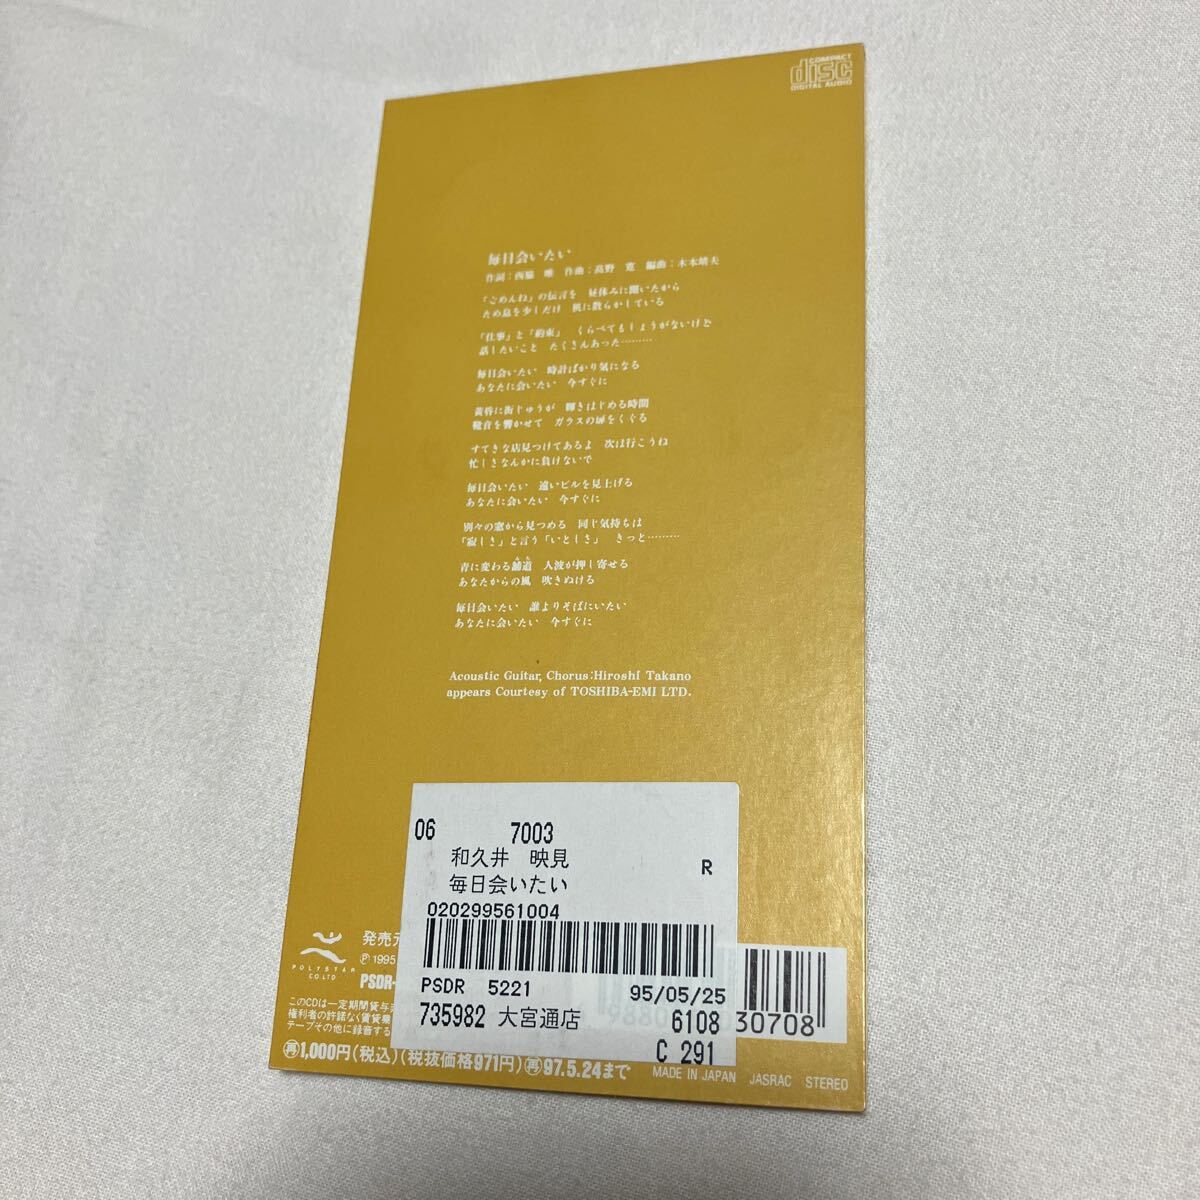 COMPACT
disc
DIGITAL AUDIO
毎日会いたい
作詞：西脇 唯 作曲：高野 寛 編曲：木本靖夫
「ごめんね」の伝言を 昼休みに聞いたから
ため息を少しだけ 机に散らかしている
「仕事」と「約束」 くらべてもしょうがないけど
話したいこと たくさんあった………
毎日会いたい 時計ばかり気になる
あなたに会いたい 今すぐに
黄昏に街じゅうが 輝きはじめる時間
靴音を響かせて ガラスの扉をくぐる
すてきな店見つけてあるよ 次は行こうね
忙しさなんかに負けないで
毎日会いたい 遠いビルを見上げる
あなたに会いたい 今すぐに
別々の窓から見つめる 同じ気持ちは
「寂しさ」と言う「いとしさ」 きっと………
青に変わる舗道 人波が押し寄せる
あなたからの風 吹きぬける
毎日会いたい 誰よりそばにいたい
あなたに会いたい 今すぐに
Acoustic Guitar, Chorus:Hiroshi Takano
appears Courtesy of TOSHIBA-EMI LTD.
06 7003
和久井 映見 R
毎日会いたい
020299561004
PSDR 5221 95/05/25
735982 大宮通店 6108
C 291
30708
POLYSTAR
CO.LTD
発売元
Ⓟ1995
PSDR-
このCDは一定期間貸与
権利者の許諾なく賃貸業
テープその他に録音する
再1,000円(税込)(税抜価格971円)再97.5.24まで
MADE IN JAPAN JASRAC STEREO